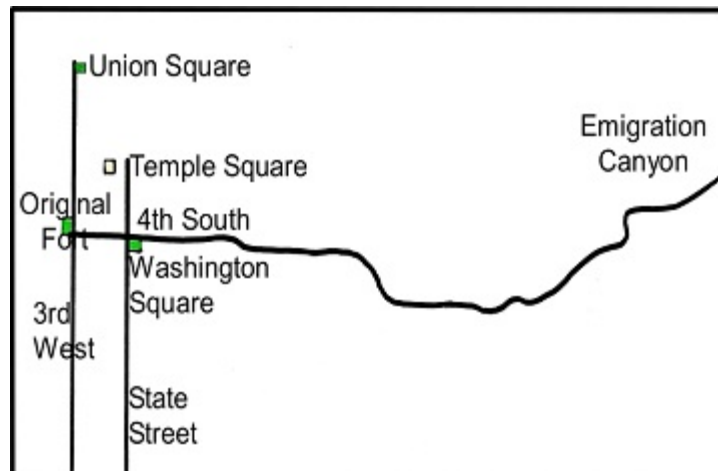 Union Square
Emigration
Canyon
Temple Square
Original
Fort
4th South
Washington
Square
3rd
West
State
Street